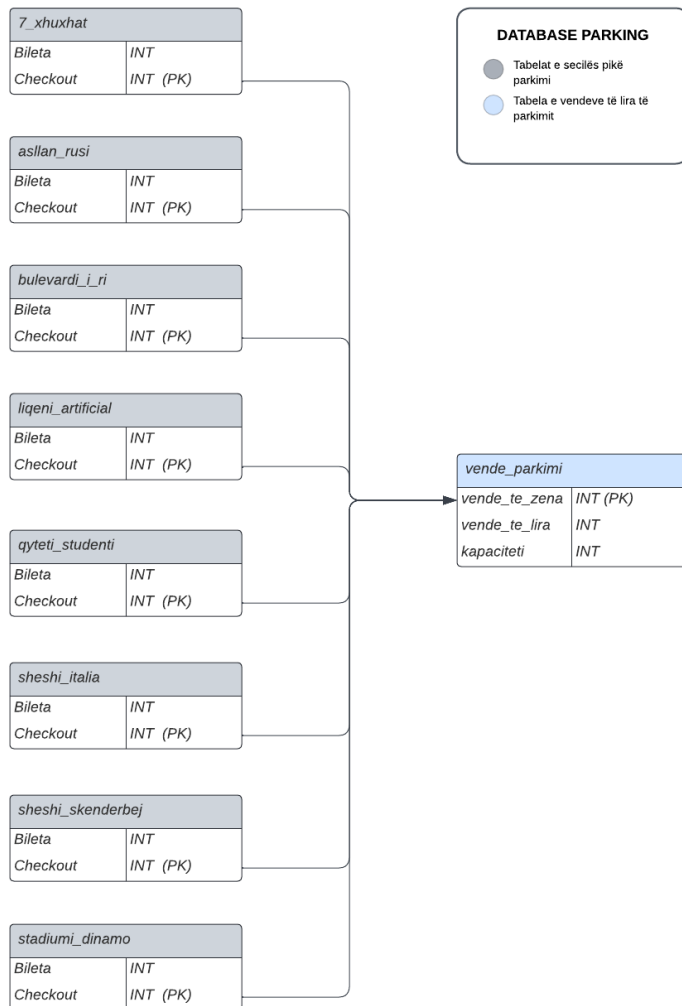 7_xhuxhat
Bileta INT
Checkout INT (PK)
DATABASE PARKING
Tabelat e secilës pikë
parkimi
Tabela e vendeve të lira të
parkimit
asllan_rusi
Bileta INT
Checkout INT (PK)
bulevardi_i_ri
Bileta INT
Checkout INT (PK)
liqeni_artificial
Bileta INT
Checkout INT (PK)
vende_parkimi
vende_te_zena INT (PK)
vende_te_lira INT
kapaciteti INT
qyteti_studenti
Bileta INT
Checkout INT (PK)
sheshi_italia
Bileta INT
Checkout INT (PK)
sheshi_skenderbej
Bileta INT
Checkout INT (PK)
stadiumi_dinamo
Bileta INT
Checkout INT (PK)